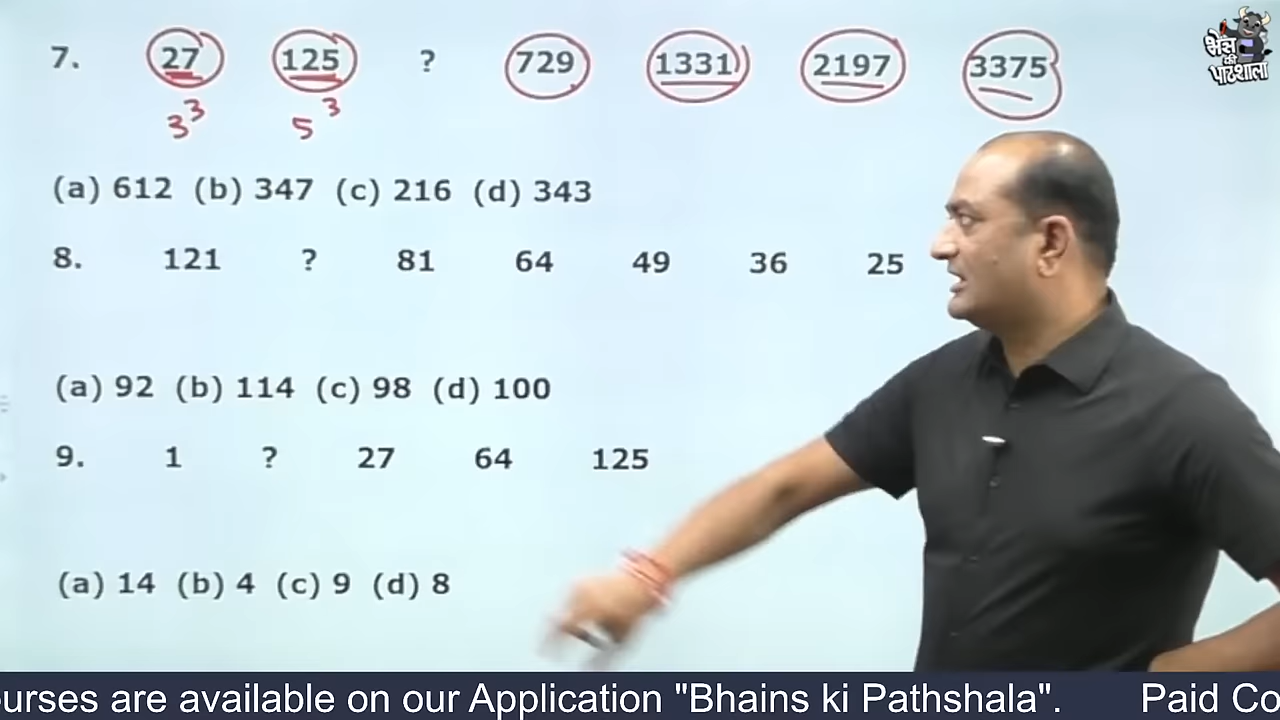 7. 27 125 ? 729 1331 2197 3375
3³ 5³
(a) 612 (b) 347 (c) 216 (d) 343
8. 121 ? 81 64 49 36 25
(a) 92 (b) 114 (c) 98 (d) 100
9. 1 ? 27 64 125
(a) 14 (b) 4 (c) 9 (d) 8
भैंस
की
पाठशाला
ourses are available on our Application "Bhains ki Pathshala". Paid Co